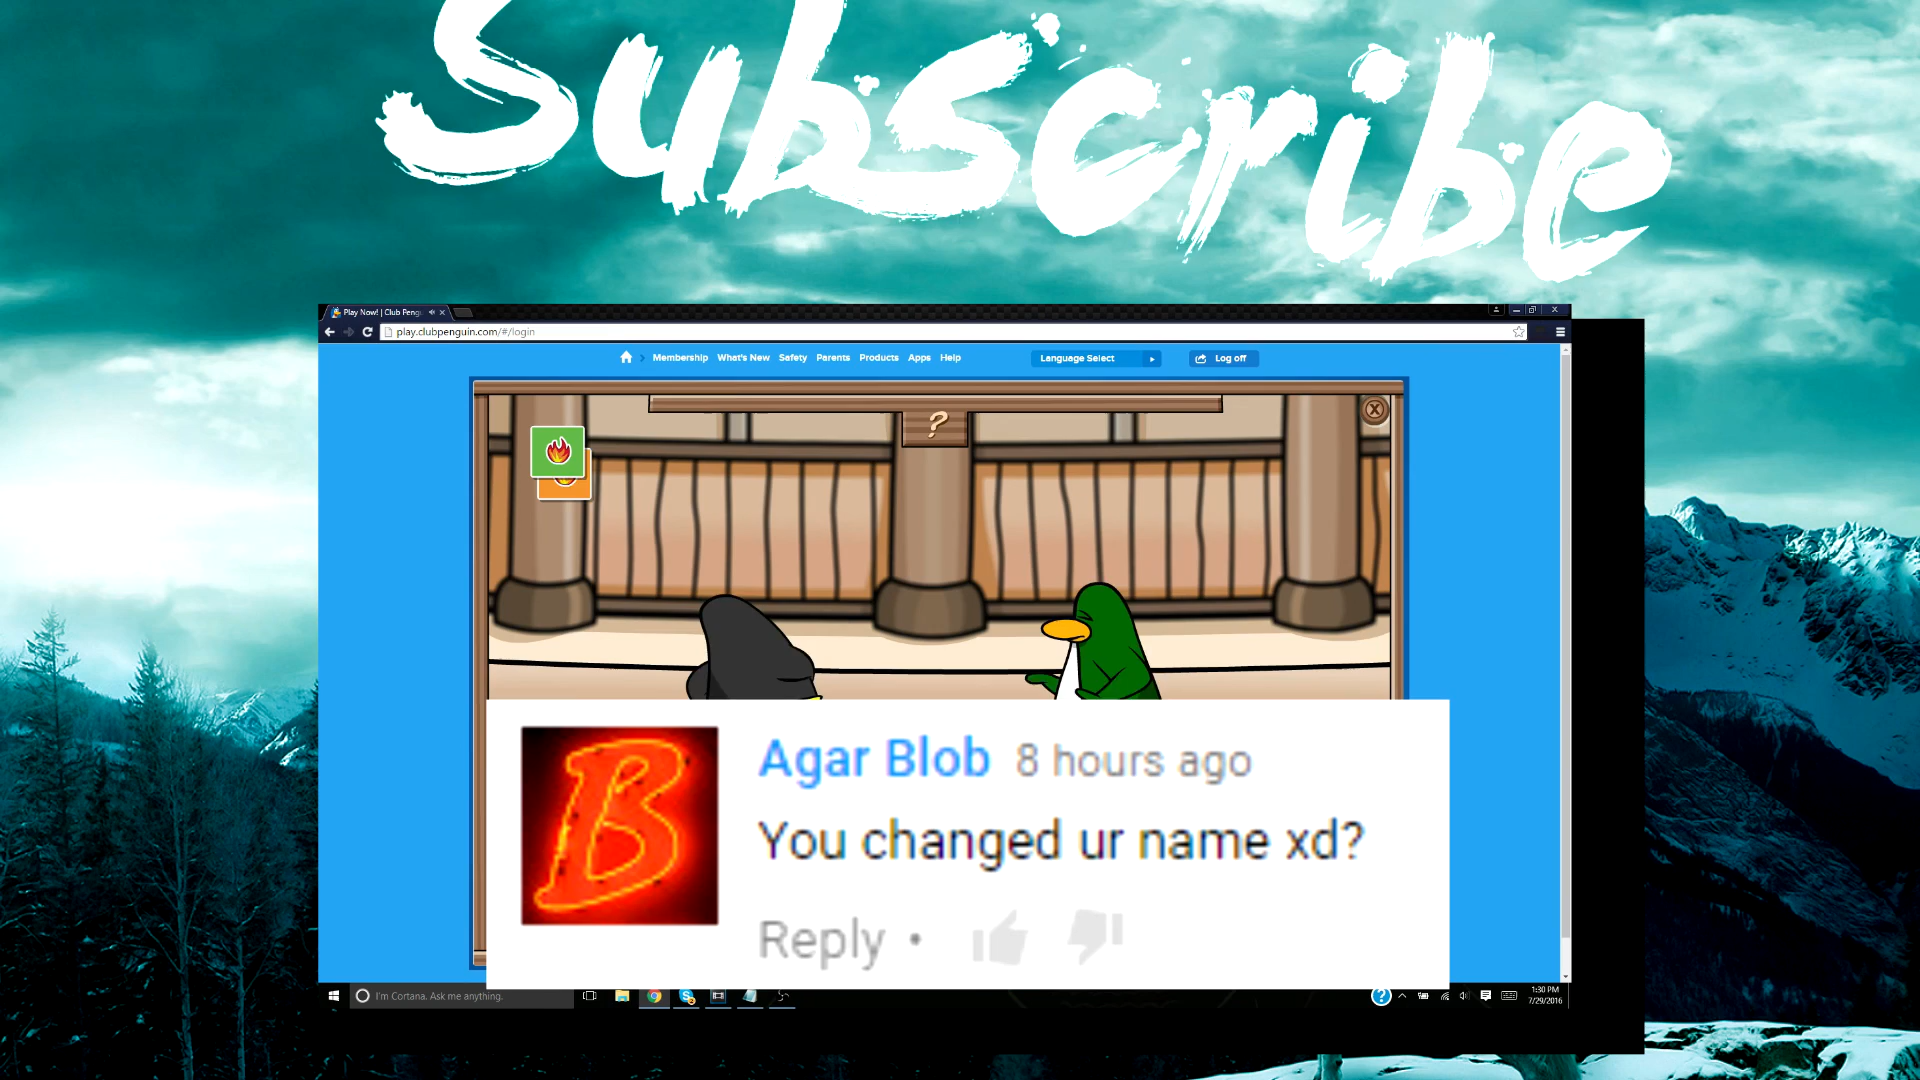 Subscribe
Play Now! | Club Peng
play.clubpenguin.com/#/login
Membership What's New Safety Parents Products Apps Help Language Select Log off
?
Agar Blob 8 hours ago
You changed ur name xd?
Reply •
I'm Cortana. Ask me anything.
1:30 PM
7/29/2016